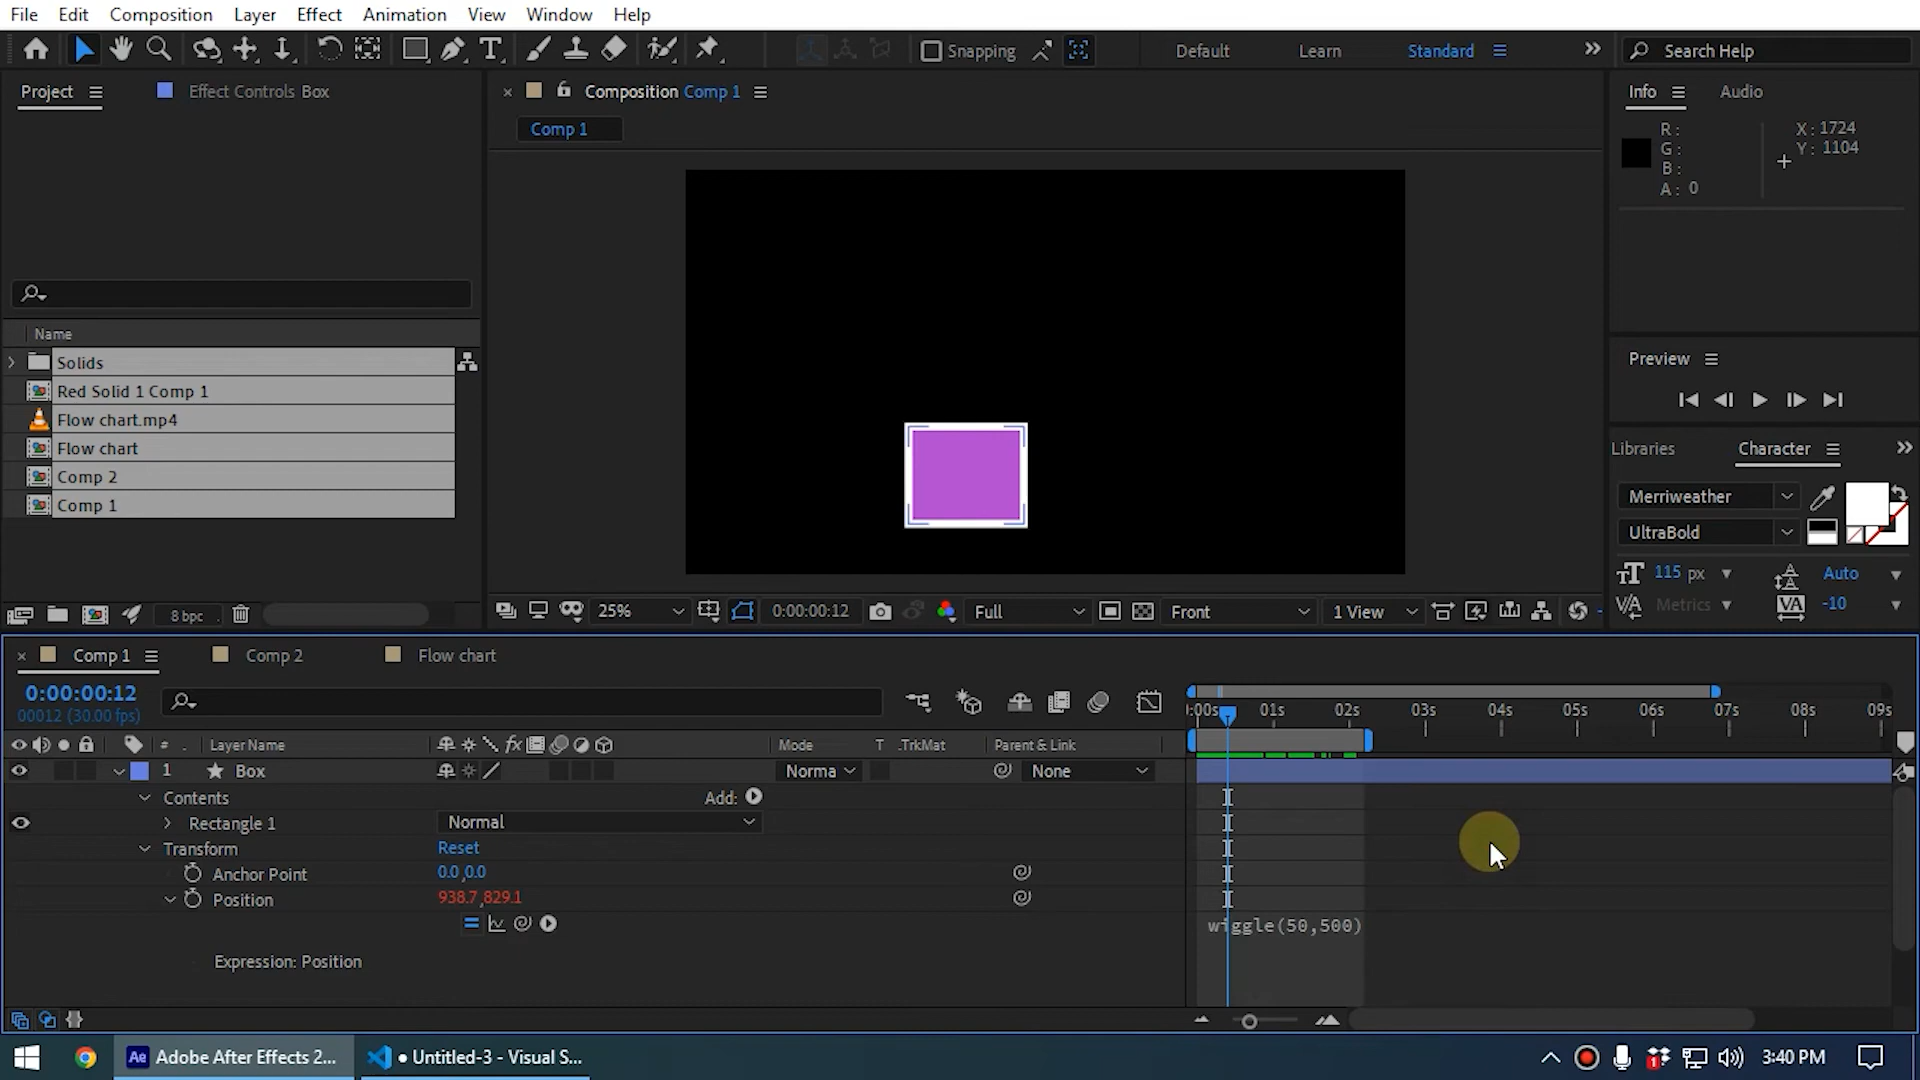 File Edit Composition Layer Effect Animation View Window Help
Snapping Default Learn Standard Search Help
Project Effect Controls Box Composition Comp 1 Info Audio
Comp 1
R: X: 1724
G: Y: 1104
B:
A: 0
Name
Solids
Red Solid 1 Comp 1
Flow chart.mp4
Flow chart
Comp 2
Comp 1
Preview
Libraries Character
Merriweather
UltraBold
115 px Auto
Metrics -10
8 bpc 25% 0:00:00:12 Full Front 1 View
Comp 1 Comp 2 Flow chart
0:00:00:12
00012 (30.00 fps)
:00s 01s 02s 03s 04s 05s 06s 07s 08s 09s
# . Layer Name Mode T .TrkMat Parent & Link
1 Box Norma None
Contents Add:
Rectangle 1 Normal
Transform Reset
Anchor Point 0.0,0.0
Position 938.7,829.1
wiggle(50,500)
Expression: Position
Ae Adobe After Effects 2... ● Untitled-3 - Visual S... 3:40 PM